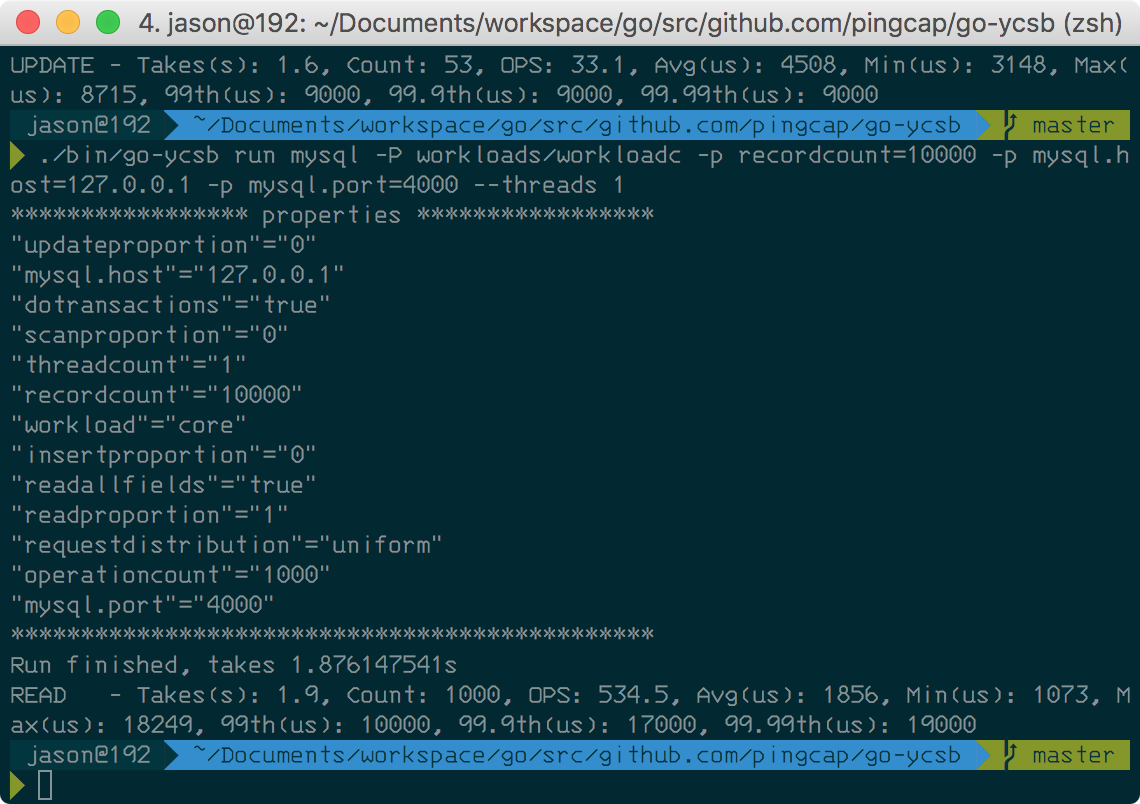 4. jason@192: ~/Documents/workspace/go/src/github.com/pingcap/go-ycsb (zsh)
UPDATE - Takes(s): 1.6, Count: 53, OPS: 33.1, Avg(us): 4508, Min(us): 3148, Max(
us): 8715, 99th(us): 9000, 99.9th(us): 9000, 99.99th(us): 9000
jason@192 ~/Documents/workspace/go/src/github.com/pingcap/go-ycsb master
./bin/go-ycsb run mysql -P workloads/workloadc -p recordcount=10000 -p mysql.h
ost=127.0.0.1 -p mysql.port=4000 --threads 1
***************** properties *****************
"updateproportion"="0"
"mysql.host"="127.0.0.1"
"dotransactions"="true"
"scanproportion"="0"
"threadcount"="1"
"recordcount"="10000"
"workload"="core"
"insertproportion"="0"
"readallfields"="true"
"readproportion"="1"
"requestdistribution"="uniform"
"operationcount"="1000"
"mysql.port"="4000"
**********************************************
Run finished, takes 1.876147541s
READ   - Takes(s): 1.9, Count: 1000, OPS: 534.5, Avg(us): 1856, Min(us): 1073, M
ax(us): 18249, 99th(us): 10000, 99.9th(us): 17000, 99.99th(us): 19000
jason@192 ~/Documents/workspace/go/src/github.com/pingcap/go-ycsb master